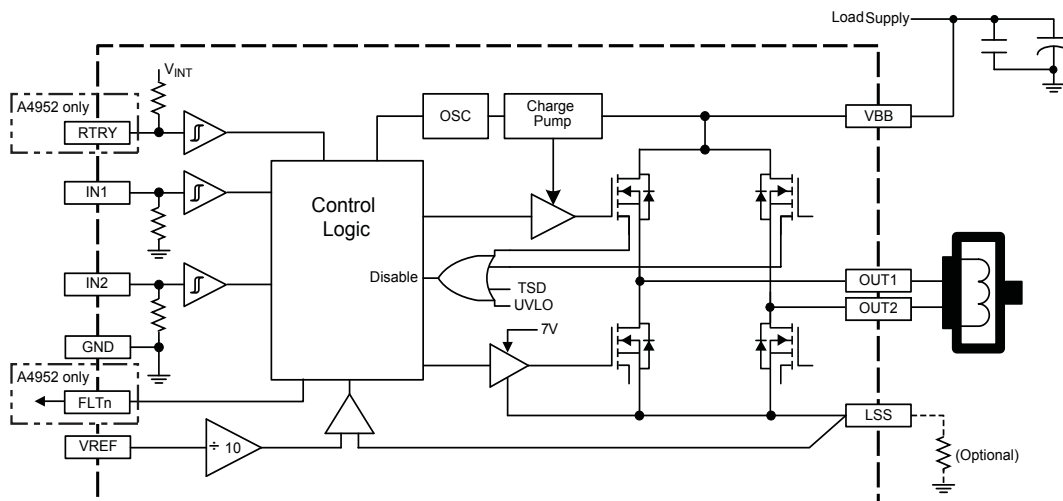 Load Supply
V_INT
A4952 only
RTRY
OSC
Charge
Pump
VBB
IN1
Control
Logic
IN2
Disable
TSD
UVLO
OUT1
OUT2
GND
7V
A4952 only
FLTn
LSS
VREF
÷ 10
(Optional)